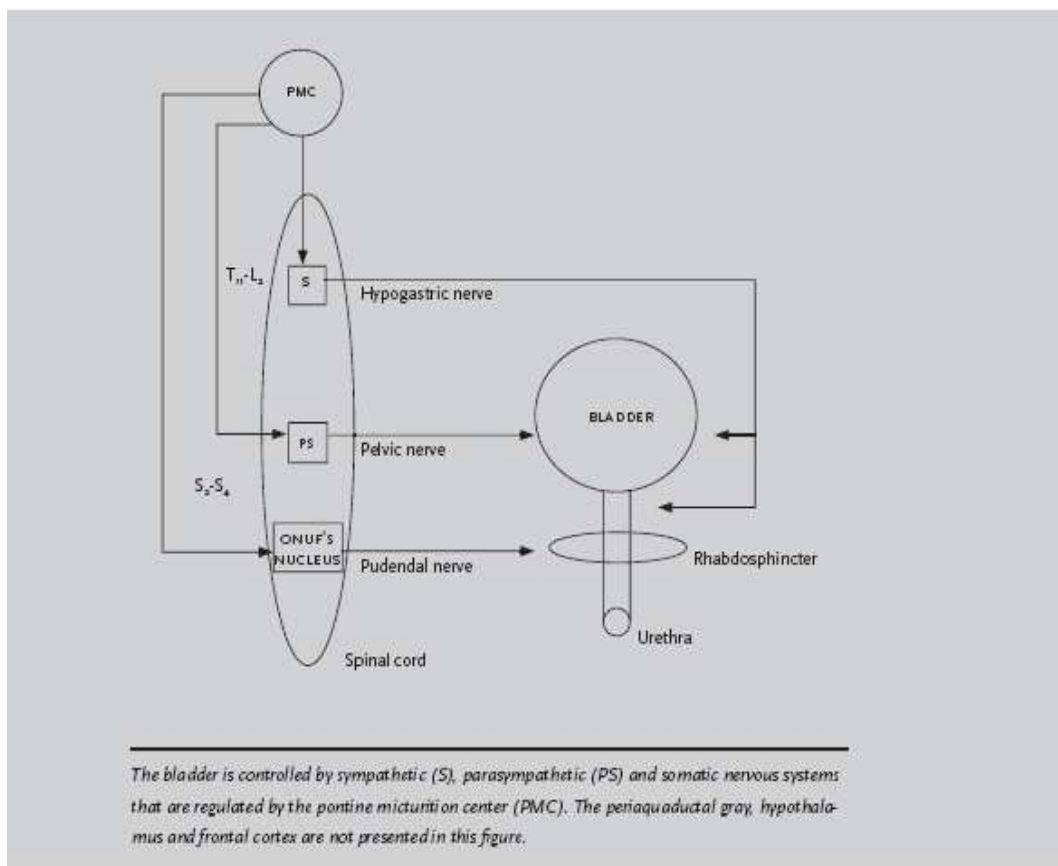 PMC
T₁₁-L₂
S
Hypogastric nerve
BLADDER
PS
Pelvic nerve
S₂-S₄
ONUF'S
NUCLEUS
Pudendal nerve
Rhabdosphincter
Urethra
Spinal cord
The bladder is controlled by sympathetic (S), parasympathetic (PS) and somatic nervous systems
that are regulated by the pontine micturition center (PMC). The periaquaductal gray, hypothala-
mus and frontal cortex are not presented in this figure.